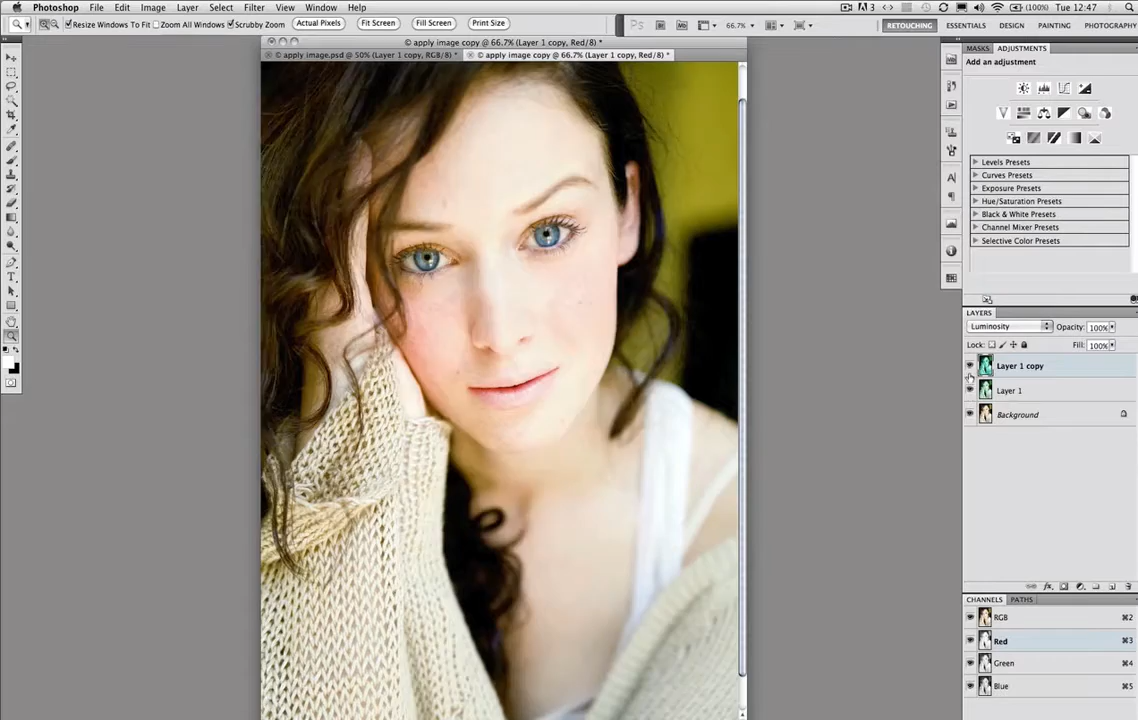 Photoshop File Edit Image Layer Select Filter View Window Help
3 (100%) Tue 12:47
Resize Windows To Fit Zoom All Windows Scrubby Zoom Actual Pixels Fit Screen Fill Screen Print Size
Ps Br Mb 66.7% RETOUCHING ESSENTIALS DESIGN PAINTING PHOTOGRAPHY
© apply image copy @ 66.7% (Layer 1 copy, Red/8) *
© apply image.psd @ 50% (Layer 1 copy, RGB/8) * © apply image copy @ 66.7% (Layer 1 copy, Red/8) *
MASKS ADJUSTMENTS
Add an adjustment
Levels Presets
Curves Presets
Exposure Presets
Hue/Saturation Presets
Black & White Presets
Channel Mixer Presets
Selective Color Presets
LAYERS
Luminosity Opacity: 100%
Lock: Fill: 100%
Layer 1 copy
Layer 1
Background
CHANNELS PATHS
RGB ⌘2
Red ⌘3
Green ⌘4
Blue ⌘5